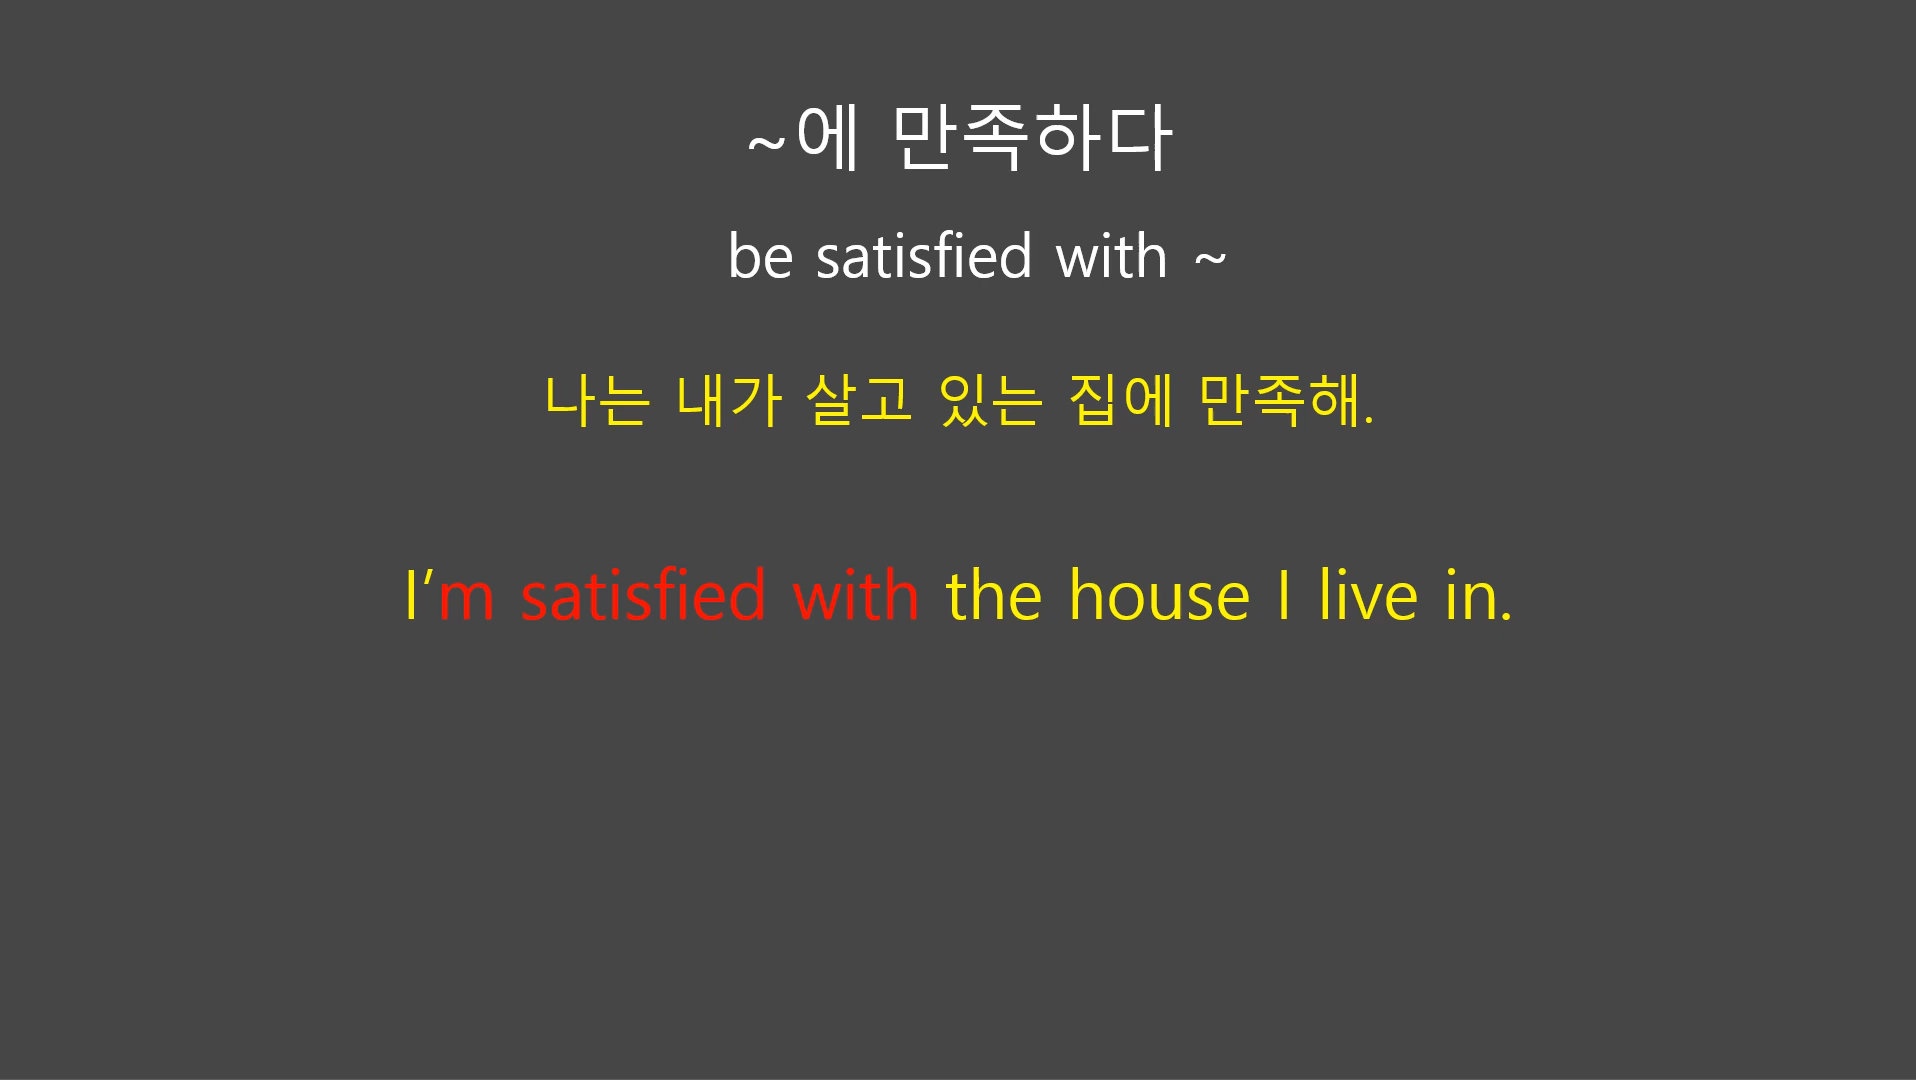 ~에 만족하다
be satisfied with ~
나는 내가 살고 있는 집에 만족해.
I’m satisfied with the house I live in.